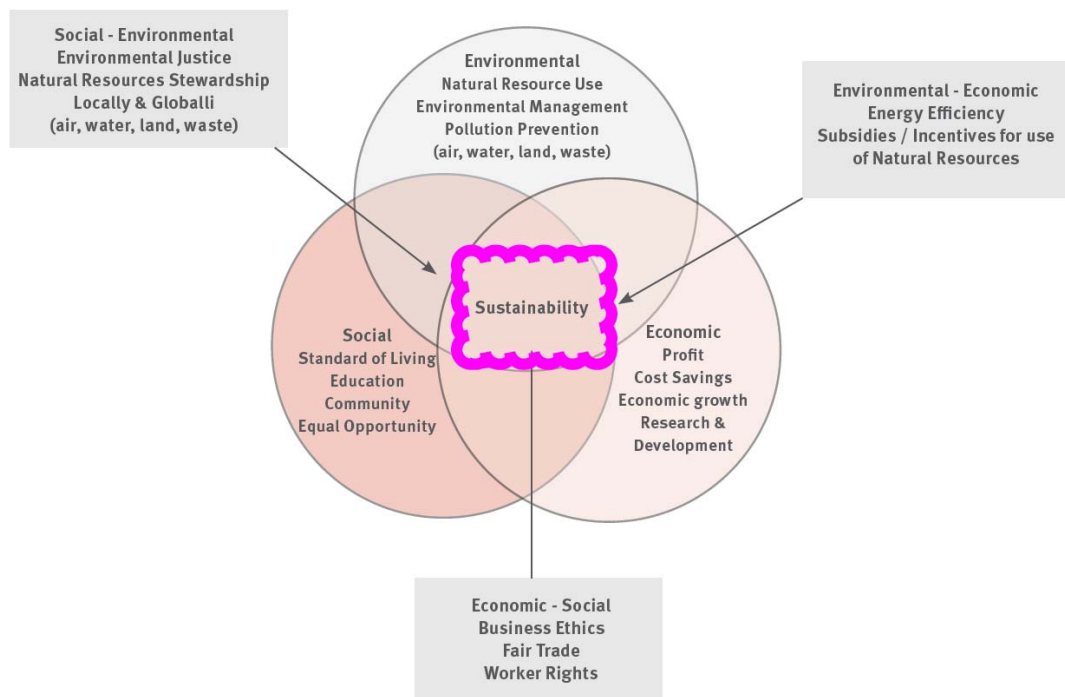 Social - Environmental
Environmental Justice
Natural Resources Stewardship
Locally & Globalli
(air, water, land, waste)
Environmental
Natural Resource Use
Environmental Management
Pollution Prevention
(air, water, land, waste)
Environmental - Economic
Energy Efficiency
Subsidies / Incentives for use
of Natural Resources
Sustainability
Social
Standard of Living
Education
Community
Equal Opportunity
Economic
Profit
Cost Savings
Economic growth
Research &
Development
Economic - Social
Business Ethics
Fair Trade
Worker Rights